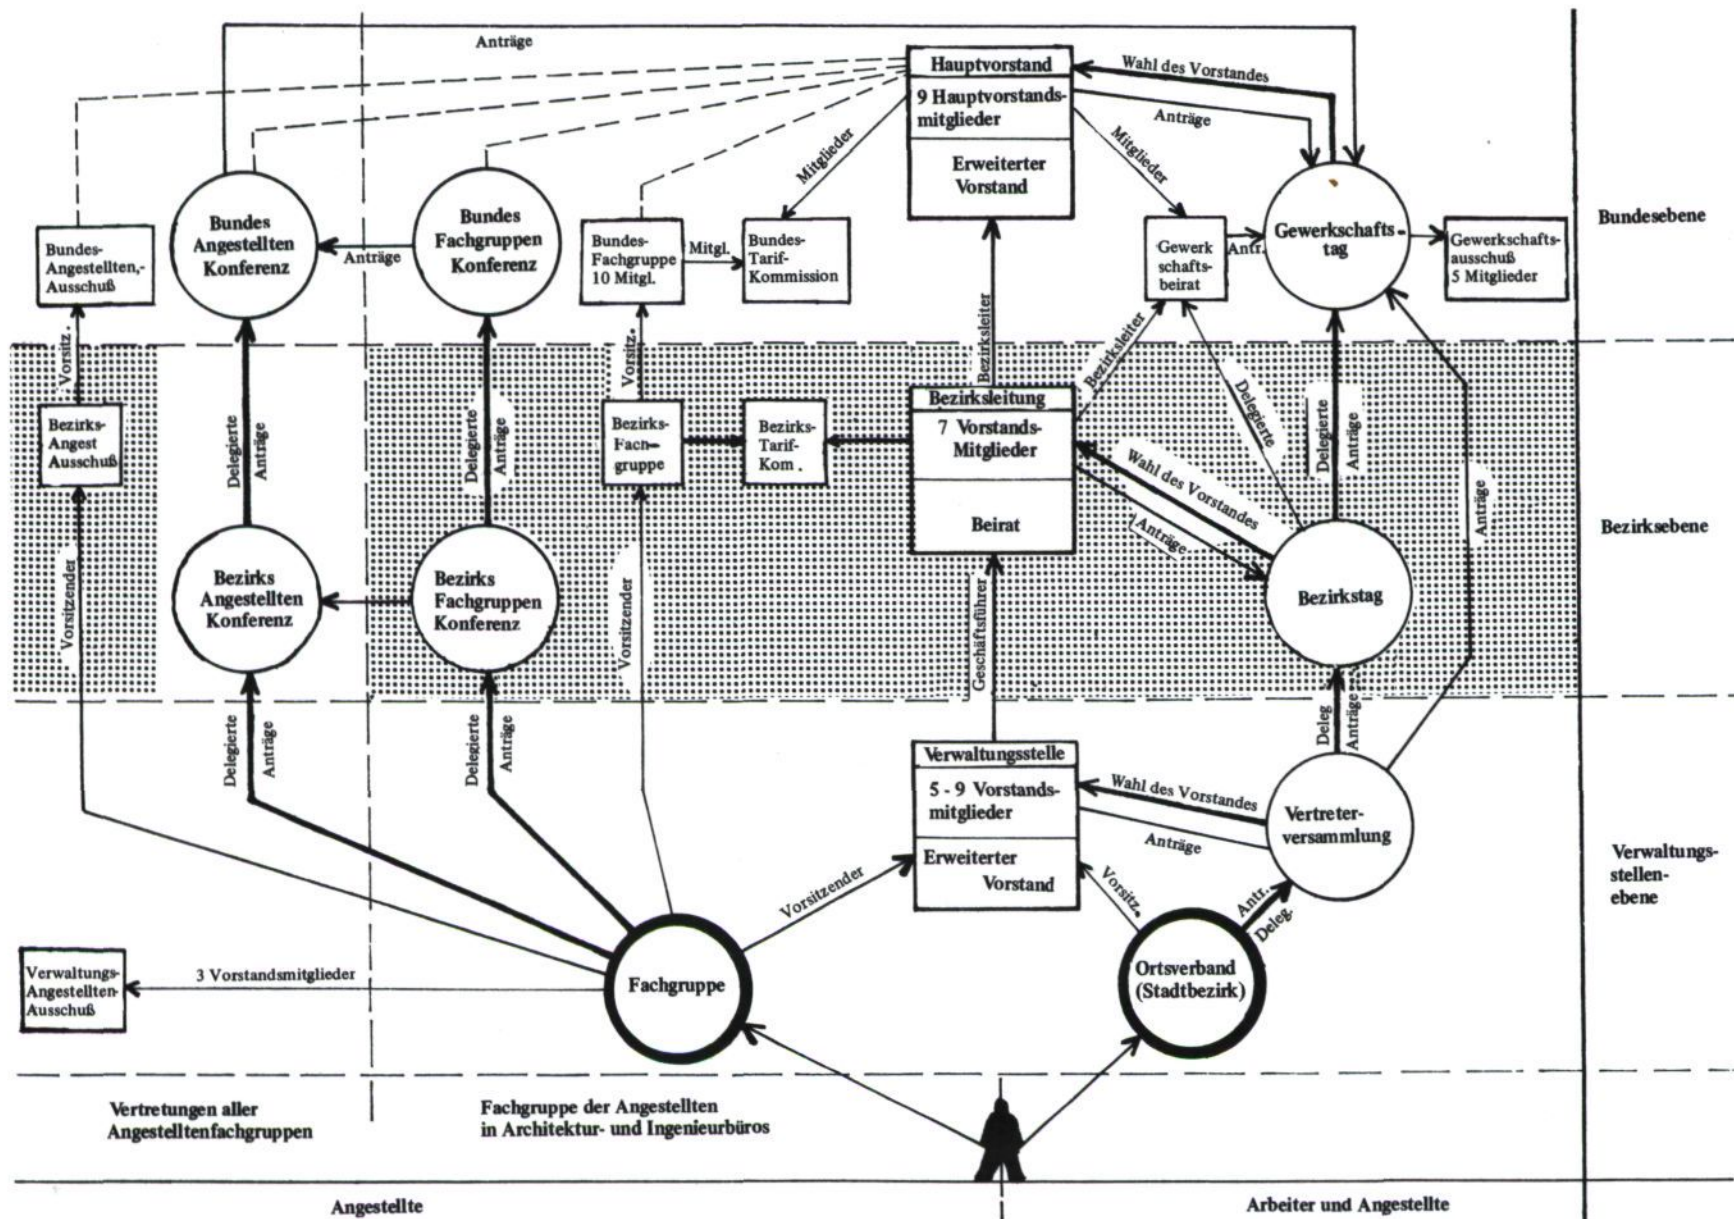 Anträge
Hauptvorstand
9 Hauptvorstands-
mitglieder
Erweiterter
Vorstand
Wahl des Vorstandes
Anträge
Mitglieder
Mitglieder
Bundes-
Angestellten,-
Ausschuß
Bundes
Angestellten
Konferenz
Anträge
Bundes
Fachgruppen
Konferenz
Bundes-
Fachgruppe
10 Mitgl.
Mitgl.
Bundes-
Tarif-
Kommission
Gewerk
schafts-
beirat
Antr.
Gewerkschafts-
tag
Gewerkschafts-
ausschuß
5 Mitglieder
Bundesebene
Vorsitz.
Vorsitz.
Bezirksleiter
Bezirksleiter
Delegierte
Delegierte
Anträge
Bezirks-
Angest
Ausschuß
Delegierte
Anträge
Delegierte
Anträge
Bezirks-
Fach-
gruppe
Bezirks-
Tarif-
Kom.
Bezirksleitung
7 Vorstands-
Mitglieder
Beirat
Wahl des Vorstandes
Anträge
Anträge
Bezirksebene
Vorsitzender
Bezirks
Angestellten
Konferenz
Bezirks
Fachgruppen
Konferenz
Vorsitzender
Geschäftsführer
Bezirkstag
Delegierte
Anträge
Delegierte
Anträge
Deleg
Anträge
Verwaltungsstelle
5 - 9 Vorstands-
mitglieder
Erweiterter
Vorstand
Wahl des Vorstandes
Anträge
Vertreter-
versammlung
Verwaltungs-
stellen-
ebene
Vorsitzender
Vorsitz.
Antr.
Deleg.
Verwaltungs-
Angestellten-
Ausschuß
3 Vorstandsmitglieder
Fachgruppe
Ortsverband
(Stadtbezirk)
Vertretungen aller
Angestelltenfachgruppen
Fachgruppe der Angestellten
in Architektur- und Ingenieurbüros
Angestellte
Arbeiter und Angestellte